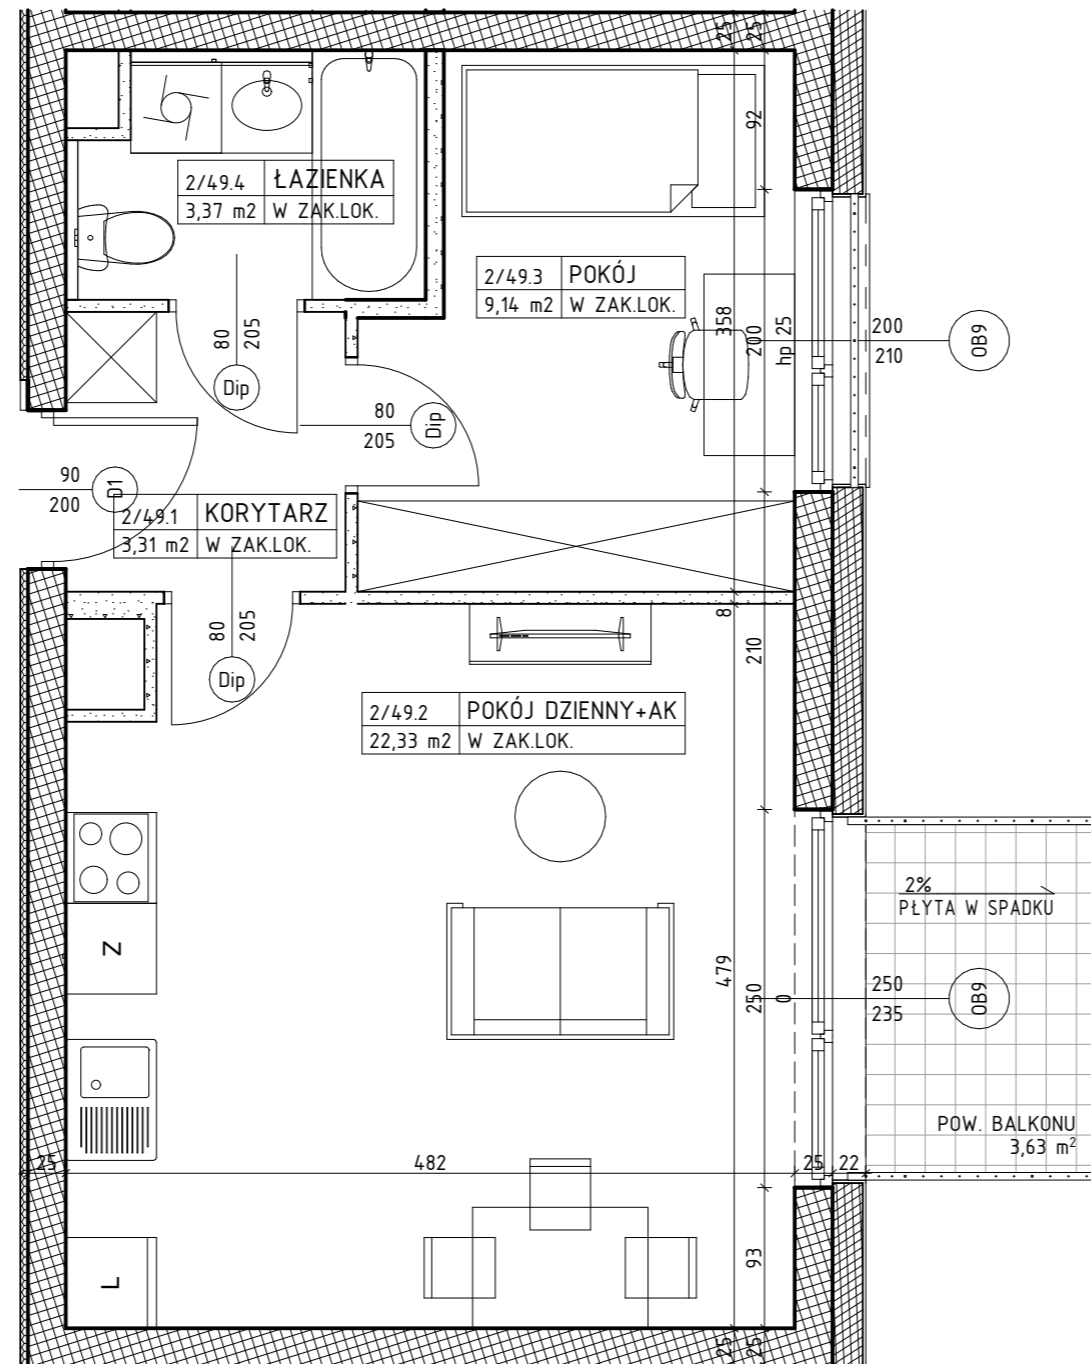 25
25
92
2/49.4 ŁAZIENKA
3,37 m2 W ZAK.LOK.
2/49.3 POKÓJ
9,14 m2 W ZAK.LOK.
358
200
hp 25
200
210
OB9
80
205
Dip
80
205
Dip
90
200
D1
2/49.1 KORYTARZ
3,31 m2 W ZAK.LOK.
80
205
Dip
8
210
2/49.2 POKÓJ DZIENNY+AK
22,33 m2 W ZAK.LOK.
2%
PŁYTA W SPADKU
Z
479
250
0
250
235
OB9
POW. BALKONU
3,63 m²
25
482
25
22
L
93
25
25